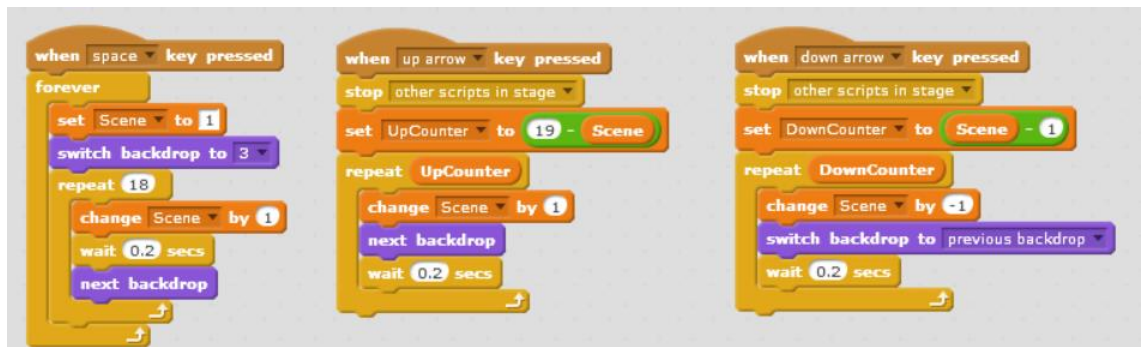 when space key pressed
forever
set Scene to 1
switch backdrop to 3
repeat 18
change Scene by 1
wait 0.2 secs
next backdrop
when up arrow key pressed
stop other scripts in stage
set UpCounter to 19 - Scene
repeat UpCounter
change Scene by 1
next backdrop
wait 0.2 secs
when down arrow key pressed
stop other scripts in stage
set DownCounter to Scene - 1
repeat DownCounter
change Scene by -1
switch backdrop to previous backdrop
wait 0.2 secs